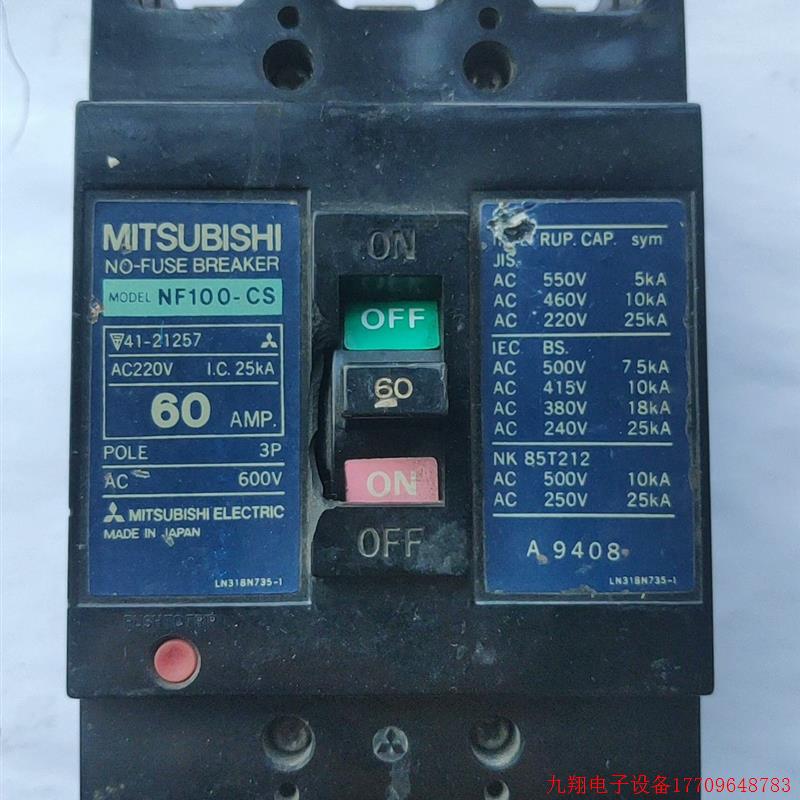 MITSUBISHI
NO-FUSE BREAKER
MODEL NF100-CS
41-21257
AC220V I.C. 25kA
60 AMP.
POLE 3P
AC 600V
MITSUBISHI ELECTRIC
MADE IN JAPAN
LN318N735-1
PUSH TO TRIP
ON
OFF
60
ON
OFF
RUP. CAP. sym
JIS.
AC 550V 5kA
AC 460V 10kA
AC 220V 25kA
IEC BS.
AC 500V 7.5kA
AC 415V 10kA
AC 380V 18kA
AC 240V 25kA
NK 85T212
AC 500V 10kA
AC 250V 25kA
A 9408
LN318N735-1
九翔电子设备17709648783